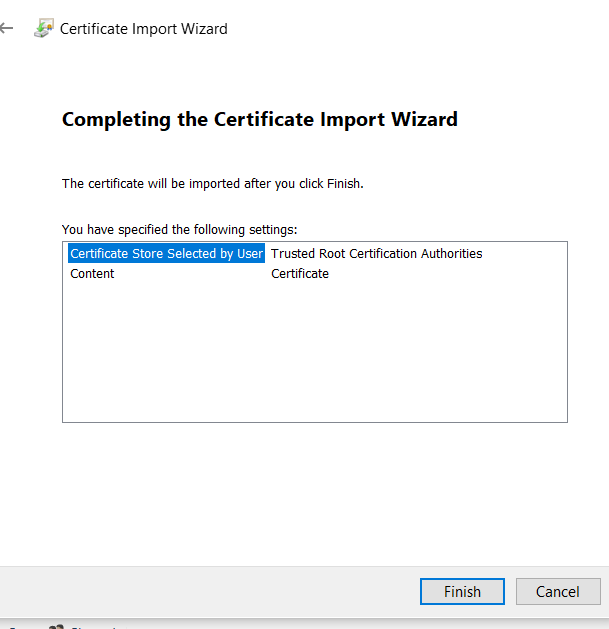 Certificate Import Wizard
Completing the Certificate Import Wizard
The certificate will be imported after you click Finish.
You have specified the following settings:
Certificate Store Selected by User Trusted Root Certification Authorities
Content Certificate
Finish Cancel